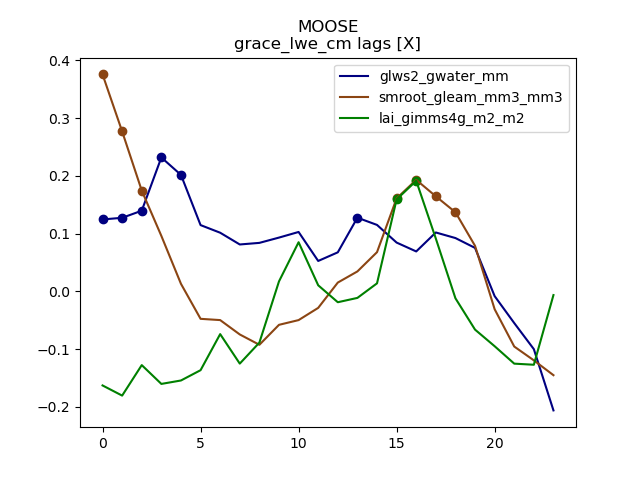 MOOSE
grace_lwe_cm lags [X]
glws2_gwater_mm
smroot_gleam_mm3_mm3
lai_gimms4g_m2_m2
0.4
0.3
0.2
0.1
0.0
−0.1
−0.2
0 5 10 15 20